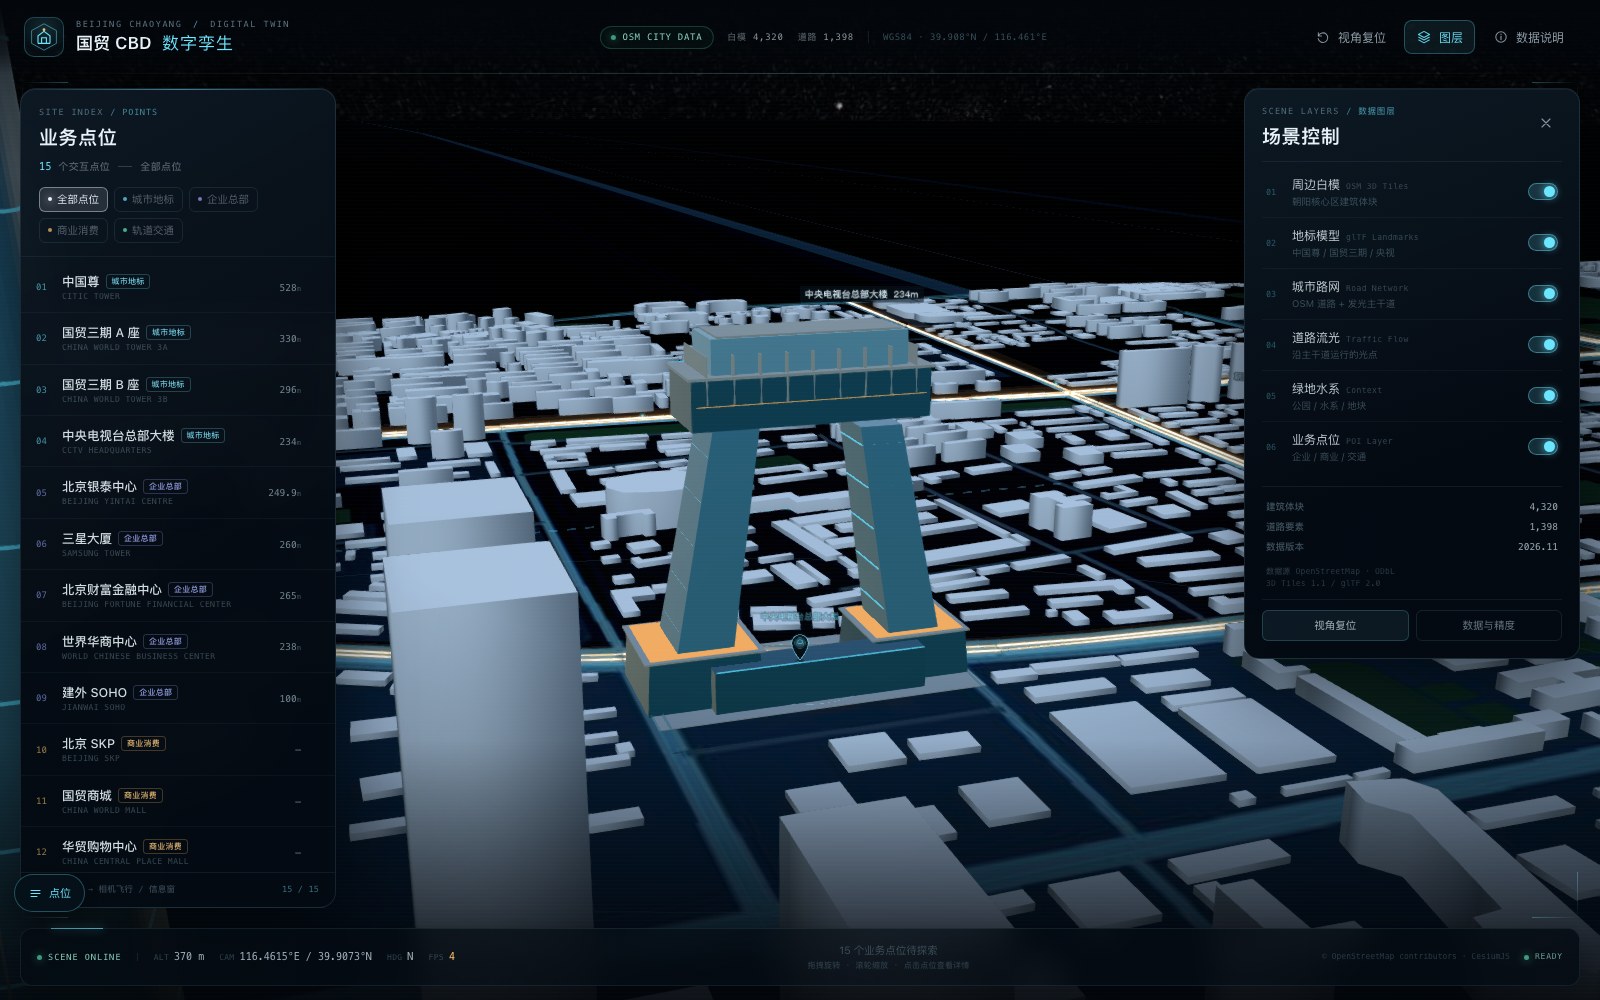 BEIJING CHAOYANG / DIGITAL TWIN
国贸 CBD 数字孪生
OSM CITY DATA
白模 4,320 道路 1,398
WGS84 · 39.908°N / 116.461°E
视角复位
图层
数据说明
SITE INDEX / POINTS
业务点位
15 个交互点位 — 全部点位
全部点位
城市地标
企业总部
商业消费
轨道交通
01 中国尊 城市地标 528m
CITIC TOWER
02 国贸三期 A 座 城市地标 330m
CHINA WORLD TOWER 3A
03 国贸三期 B 座 城市地标 296m
CHINA WORLD TOWER 3B
04 中央电视台总部大楼 城市地标 234m
CCTV HEADQUARTERS
05 北京银泰中心 企业总部 249.9m
BEIJING YINTAI CENTRE
06 三星大厦 企业总部 260m
SAMSUNG TOWER
07 北京财富金融中心 企业总部 265m
BEIJING FORTUNE FINANCIAL CENTER
08 世界华商中心 企业总部 238m
WORLD CHINESE BUSINESS CENTER
09 建外 SOHO 企业总部 100m
JIANWAI SOHO
10 北京 SKP 商业消费 —
BEIJING SKP
11 国贸商城 商业消费 —
CHINA WORLD MALL
12 华贸购物中心 商业消费 —
CHINA CENTRAL PLACE MALL
点位
→ 相机飞行 / 信息窗
15 / 15
中央电视台总部大楼 234m
SCENE LAYERS / 数据图层
场景控制
01 周边白模 OSM 3D Tiles
朝阳核心区建筑体块
02 地标模型 glTF Landmarks
中国尊 / 国贸三期 / 央视
03 城市路网 Road Network
OSM 道路 + 发光主干道
04 道路流光 Traffic Flow
沿主干道运行的光点
05 绿地水系 Context
公园 / 水系 / 地块
06 业务点位 POI Layer
企业 / 商业 / 交通
建筑体块 4,320
道路要素 1,398
数据版本 2026.11
数据源 OpenStreetMap · ODbL
3D Tiles 1.1 / glTF 2.0
视角复位
数据与精度
SCENE ONLINE
ALT 370 m
CAM 116.4615°E / 39.9073°N
HDG N
FPS 4
15 个业务点位待探索
拖拽旋转 · 滚轮缩放 · 点击点位查看详情
© OpenStreetMap contributors · CesiumJS
READY